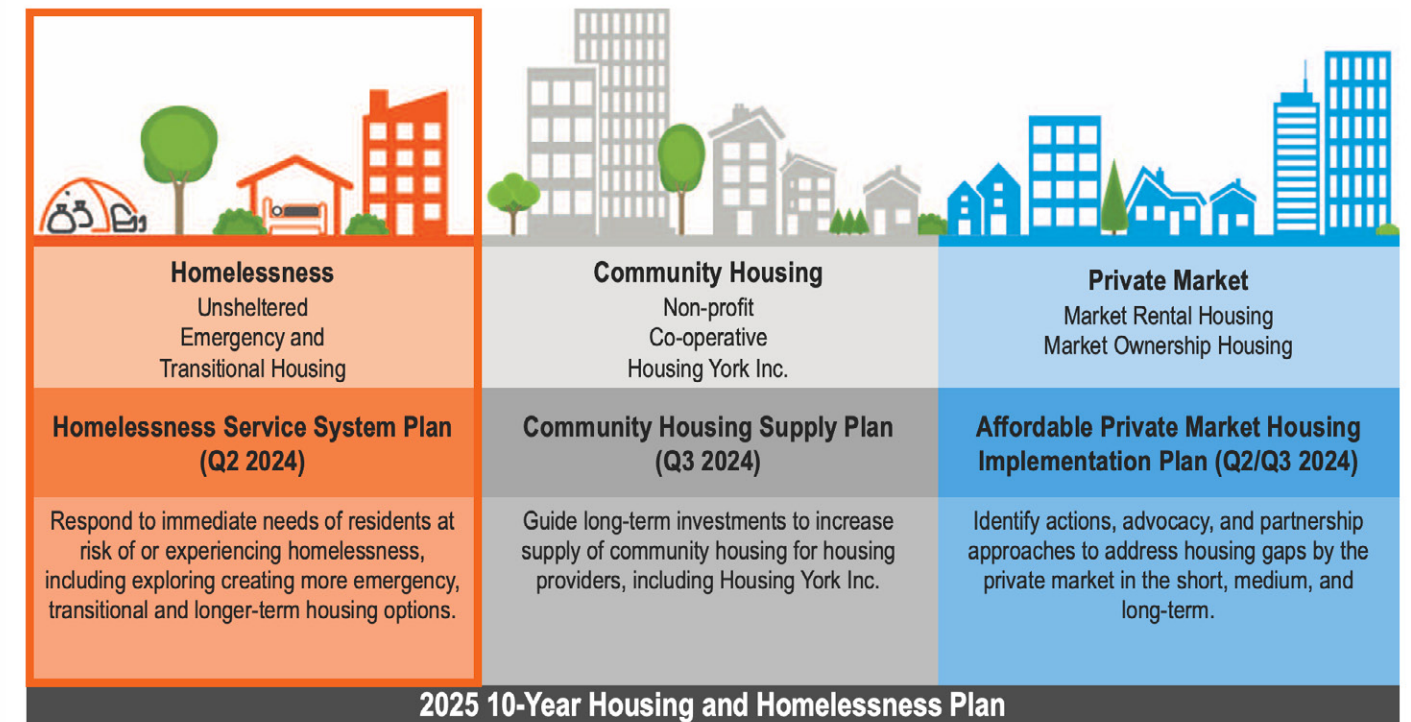 Homelessness
Unsheltered
Emergency and
Transitional Housing
Homelessness Service System Plan
(Q2 2024)
Respond to immediate needs of residents at
risk of or experiencing homelessness,
including exploring creating more emergency,
transitional and longer-term housing options.
Community Housing
Non-profit
Co-operative
Housing York Inc.
Community Housing Supply Plan
(Q3 2024)
Guide long-term investments to increase
supply of community housing for housing
providers, including Housing York Inc.
Private Market
Market Rental Housing
Market Ownership Housing
Affordable Private Market Housing
Implementation Plan (Q2/Q3 2024)
Identify actions, advocacy, and partnership
approaches to address housing gaps by the
private market in the short, medium, and
long-term.
2025 10-Year Housing and Homelessness Plan